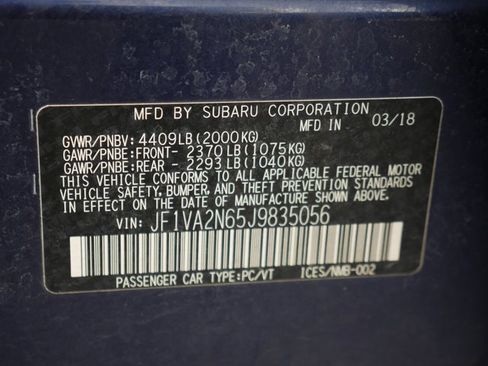 MFD BY SUBARU CORPORATION
MFD IN 03/18
GVWR/PNBV: 4409LB(2000KG)
GAWR/PNBE:FRONT- 2370LB(1075KG)
GAWR/PNBE:REAR - 2293LB(1040KG)
THIS VEHICLE CONFORMS TO ALL APPLICABLE FEDERAL MOTOR
VEHICLE SAFETY, BUMPER, AND THEFT PREVENTION STANDARDS
IN EFFECT ON THE DATE OF MANUFACTURE SHOWN ABOVE.
VIN: JF1VA2N65J9835056
PASSENGER CAR TYPE:PC/VT ICES/NMB-002